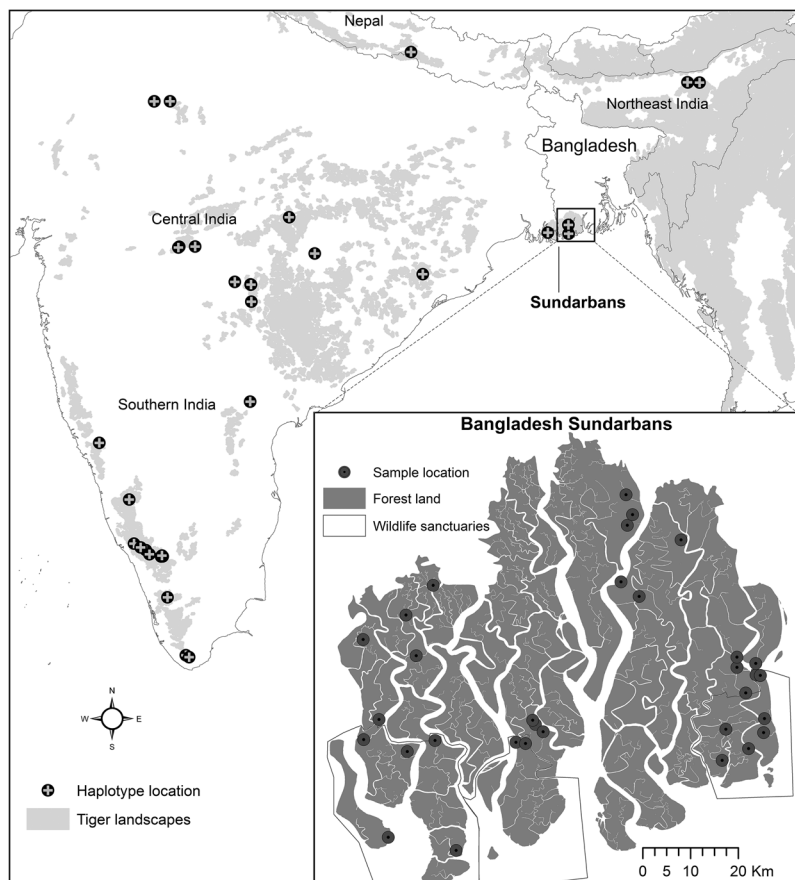 Nepal
Northeast India
Bangladesh
Central India
Sundarbans
Southern India
N
W E
S
Haplotype location
Tiger landscapes
Bangladesh Sundarbans
Sample location
Forest land
Wildlife sanctuaries
0 5 10 20 Km